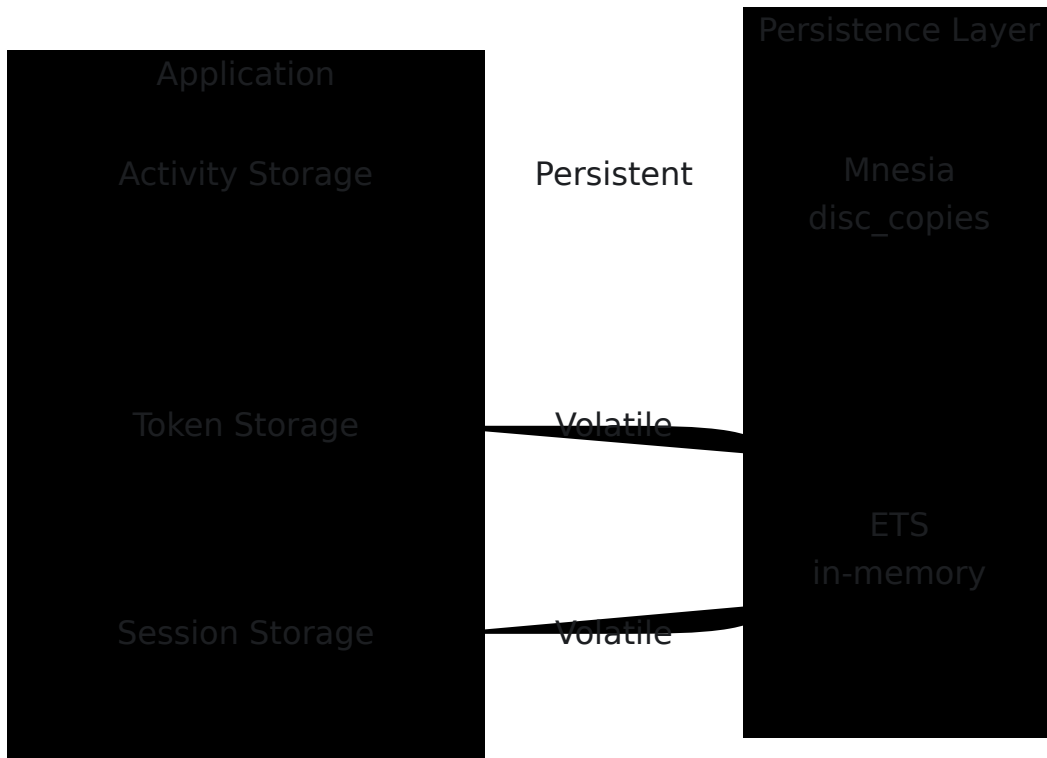 Persistence Layer
Application
Activity Storage
Persistent
Mnesia
disc_copies
Token Storage
Volatile
ETS
in-memory
Session Storage
Volatile